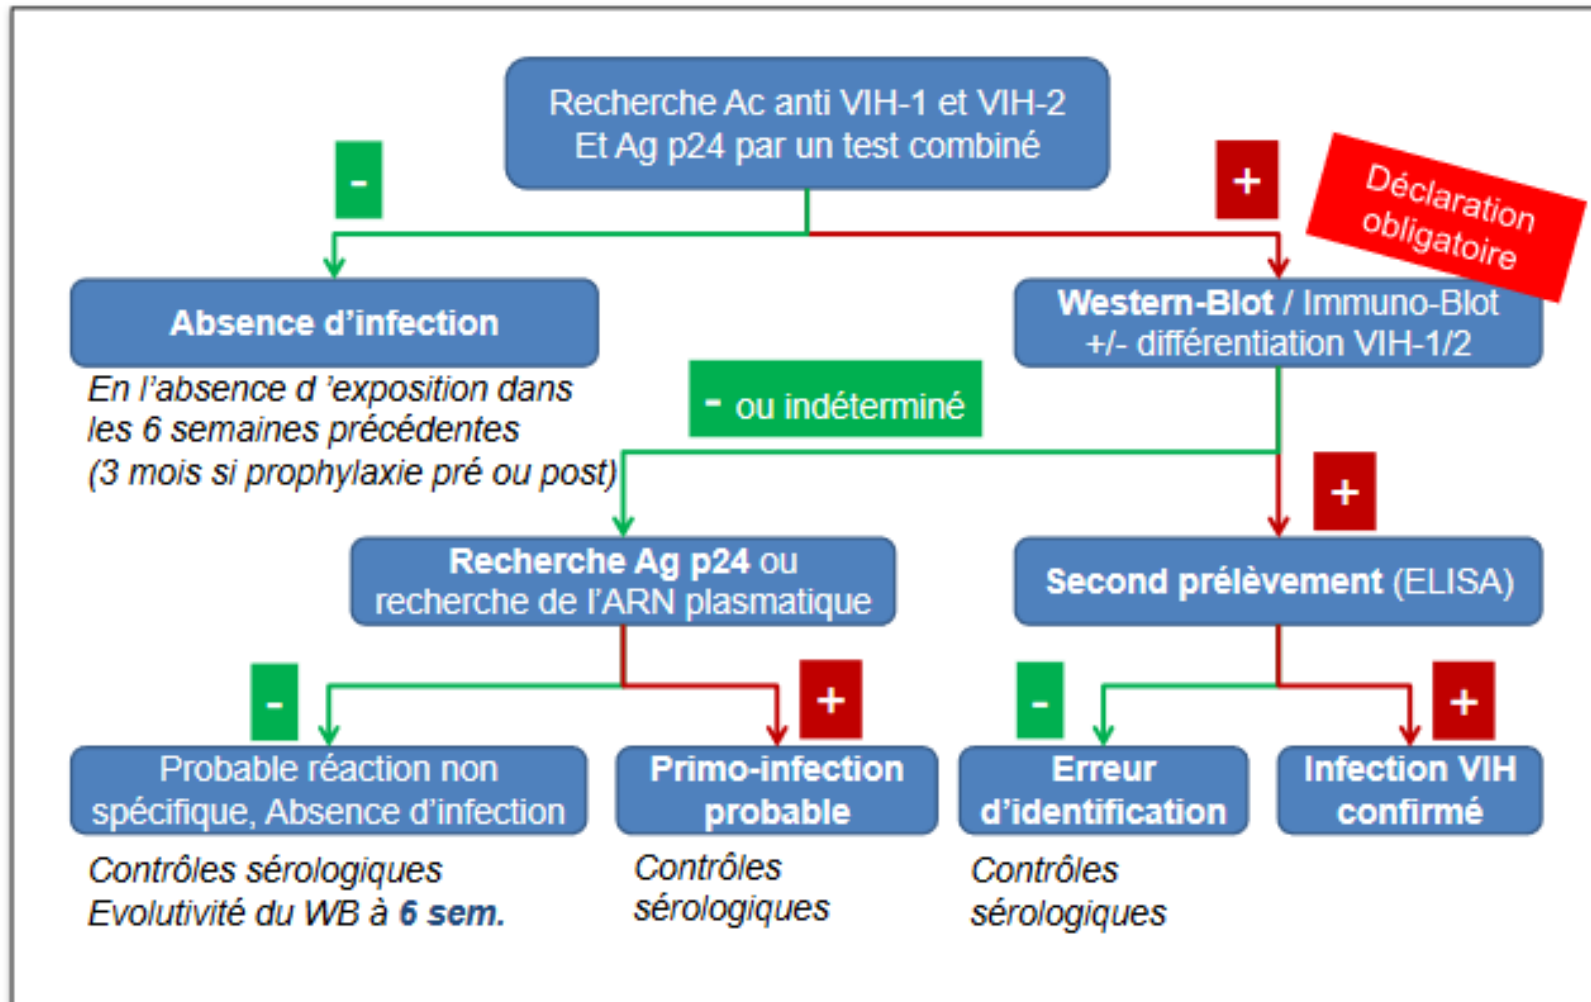 Recherche Ac anti VIH-1 et VIH-2
Et Ag p24 par un test combiné
-
+
Déclaration
obligatoire
Absence d'infection
En l'absence d 'exposition dans
les 6 semaines précédentes
(3 mois si prophylaxie pré ou post)
Western-Blot / Immuno-Blot
+/- différentiation VIH-1/2
- ou indéterminé
+
Recherche Ag p24 ou
recherche de l'ARN plasmatique
Second prélèvement (ELISA)
-
+
-
+
Probable réaction non
spécifique, Absence d'infection
Contrôles sérologiques
Evolutivité du WB à 6 sem.
Primo-infection
probable
Contrôles
sérologiques
Erreur
d'identification
Contrôles
sérologiques
Infection VIH
confirmé